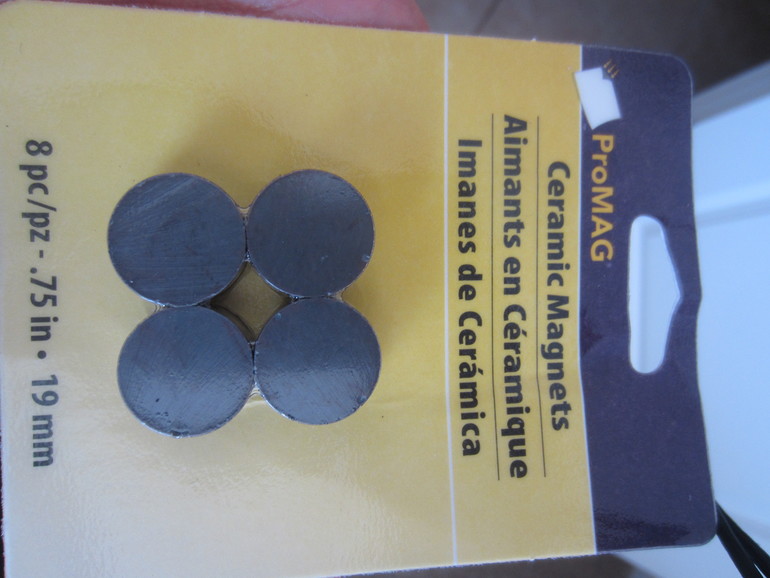 ProMAG®
Ceramic Magnets
Aimants en Céramique
Imanes de Cerámica
8 pc/pz - .75 in • 19 mm